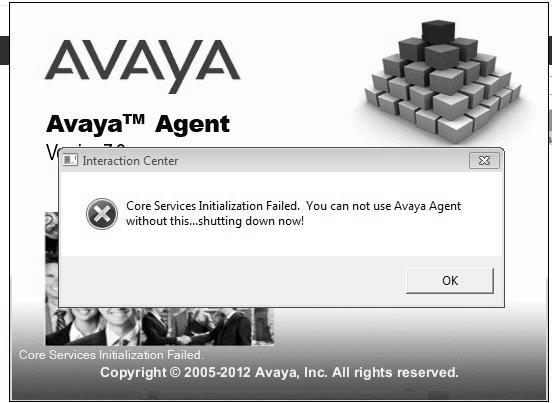 AVAYA
Avaya™ Agent
Interaction Center
Core Services Initialization Failed.  You can not use Avaya Agent
without this...shutting down now!
OK
Core Services Initialization Failed.
Copyright © 2005-2012 Avaya, Inc. All rights reserved.